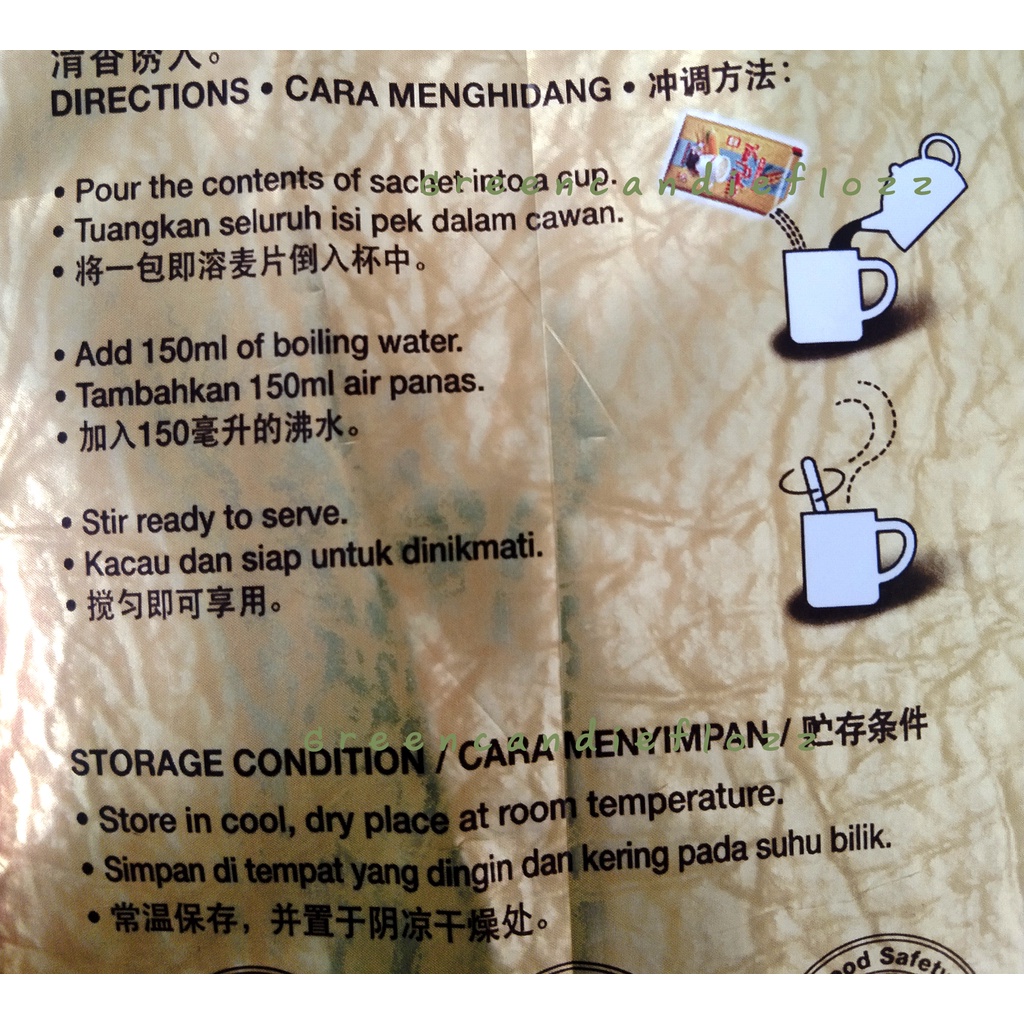 清香诱人。
DIRECTIONS • CARA MENGHIDANG • 冲调方法：
• Pour the contents of sachet into a cup.
• Tuangkan seluruh isi pek dalam cawan.
• 将一包即溶麦片倒入杯中。
greencandleflozz
• Add 150ml of boiling water.
• Tambahkan 150ml air panas.
• 加入150毫升的沸水。
• Stir ready to serve.
• Kacau dan siap untuk dinikmati.
• 搅匀即可享用。
STORAGE CONDITION / CARA MENYIMPAN / 贮存条件
greencandleflozz
• Store in cool, dry place at room temperature.
• Simpan di tempat yang dingin dan kering pada suhu bilik.
• 常温保存，并置于阴凉干燥处。
Safety